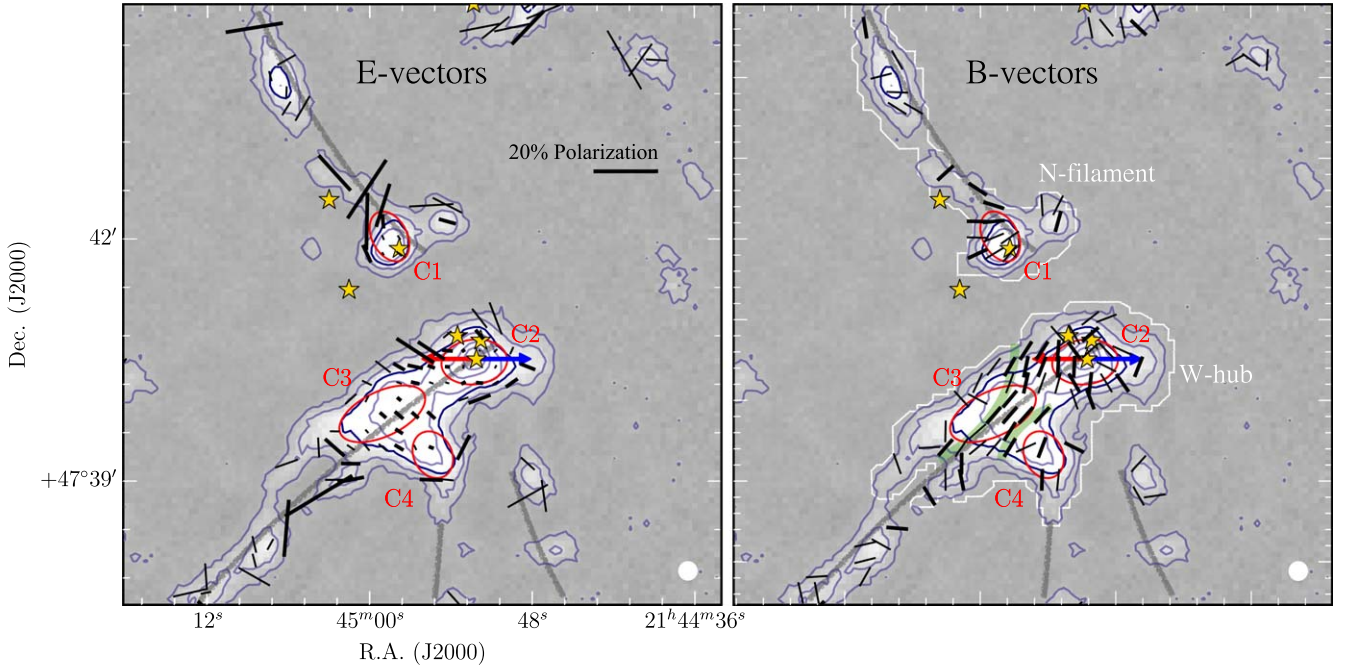 E-vectors
B-vectors
20% Polarization
N-filament
42′
C1
C1
C2
C2
C3
C3
W-hub
+47°39′
C4
C4
12ˢ
45ᵐ00ˢ
48ˢ
21ʰ44ᵐ36ˢ
R.A. (J2000)
Dec. (J2000)